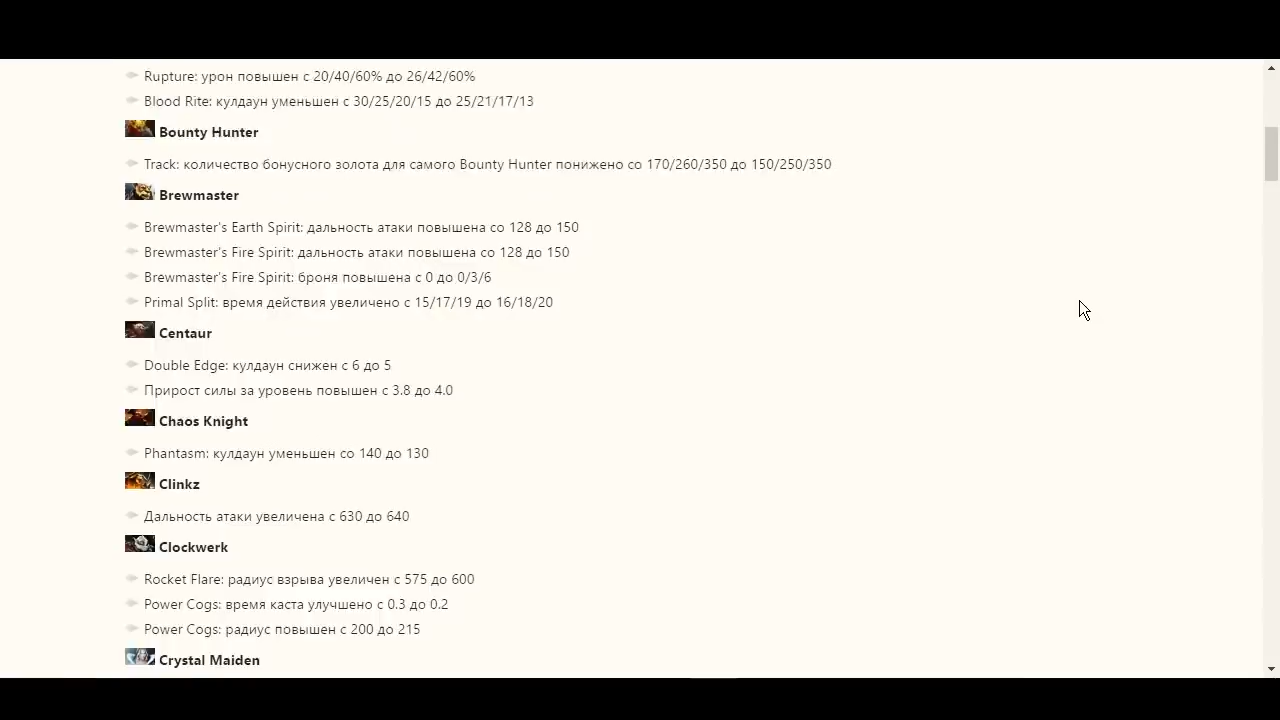 Rupture: урон повышен с 20/40/60% до 26/42/60%
Blood Rite: кулдаун уменьшен с 30/25/20/15 до 25/21/17/13
Bounty Hunter
Track: количество бонусного золота для самого Bounty Hunter понижено со 170/260/350 до 150/250/350
Brewmaster
Brewmaster's Earth Spirit: дальность атаки повышена со 128 до 150
Brewmaster's Fire Spirit: дальность атаки повышена со 128 до 150
Brewmaster's Fire Spirit: броня повышена с 0 до 0/3/6
Primal Split: время действия увеличено с 15/17/19 до 16/18/20
Centaur
Double Edge: кулдаун снижен с 6 до 5
Прирост силы за уровень повышен с 3.8 до 4.0
Chaos Knight
Phantasm: кулдаун уменьшен со 140 до 130
Clinkz
Дальность атаки увеличена с 630 до 640
Clockwerk
Rocket Flare: радиус взрыва увеличен с 575 до 600
Power Cogs: время каста улучшено с 0.3 до 0.2
Power Cogs: радиус повышен с 200 до 215
Crystal Maiden